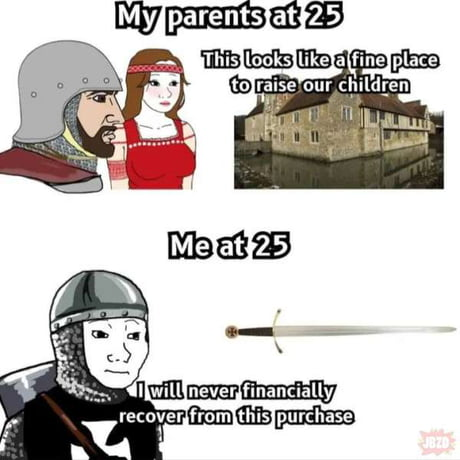 My parents at 25
This looks like a fine place
to raise our children
Me at 25
I will never financially
recover from this purchase
JBZD